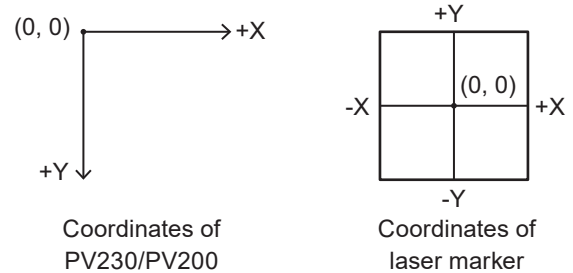 (0, 0)
+X
+Y
Coordinates of
PV230/PV200
+Y
(0, 0)
-X
+X
-Y
Coordinates of
laser marker